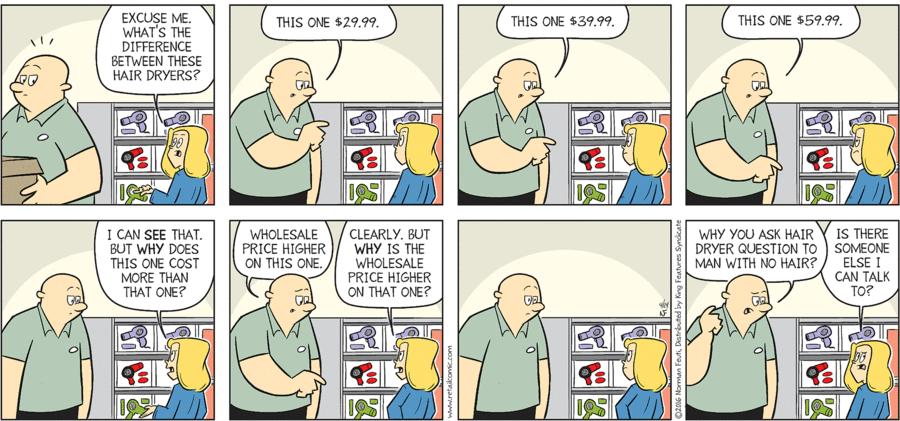 EXCUSE ME.
WHAT'S THE
DIFFERENCE
BETWEEN THESE
HAIR DRYERS?
THIS ONE $29.99.
THIS ONE $39.99.
THIS ONE $59.99.
I CAN SEE THAT.
BUT WHY DOES
THIS ONE COST
MORE THAN
THAT ONE?
WHOLESALE
PRICE HIGHER
ON THIS ONE.
CLEARLY. BUT
WHY IS THE
WHOLESALE
PRICE HIGHER
ON THAT ONE?
www.retailcomic.com
©2016 Norman Feuti, Distributed by King Features Syndicate
WHY YOU ASK HAIR
DRYER QUESTION TO
MAN WITH NO HAIR?
IS THERE
SOMEONE
ELSE I
CAN TALK
TO?